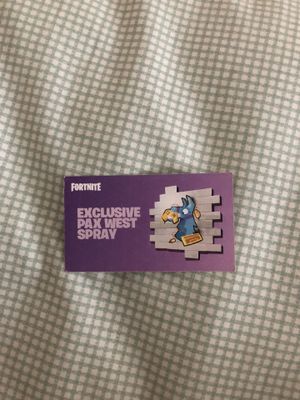 FORTNITE
EXCLUSIVE
PAX WEST
SPRAY